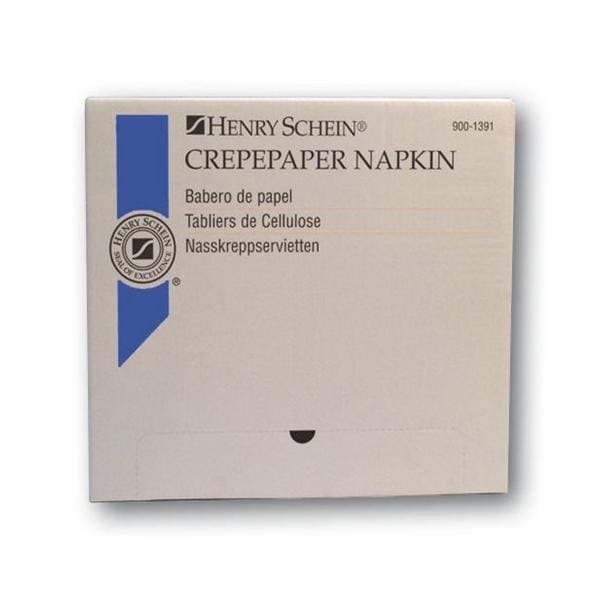 HENRY SCHEIN®
900-1391
CREPEPAPER NAPKIN
Babero de papel
Tabliers de Cellulose
Nasskreppservietten
HENRY SCHEIN
SEAL OF EXCELLENCE
®